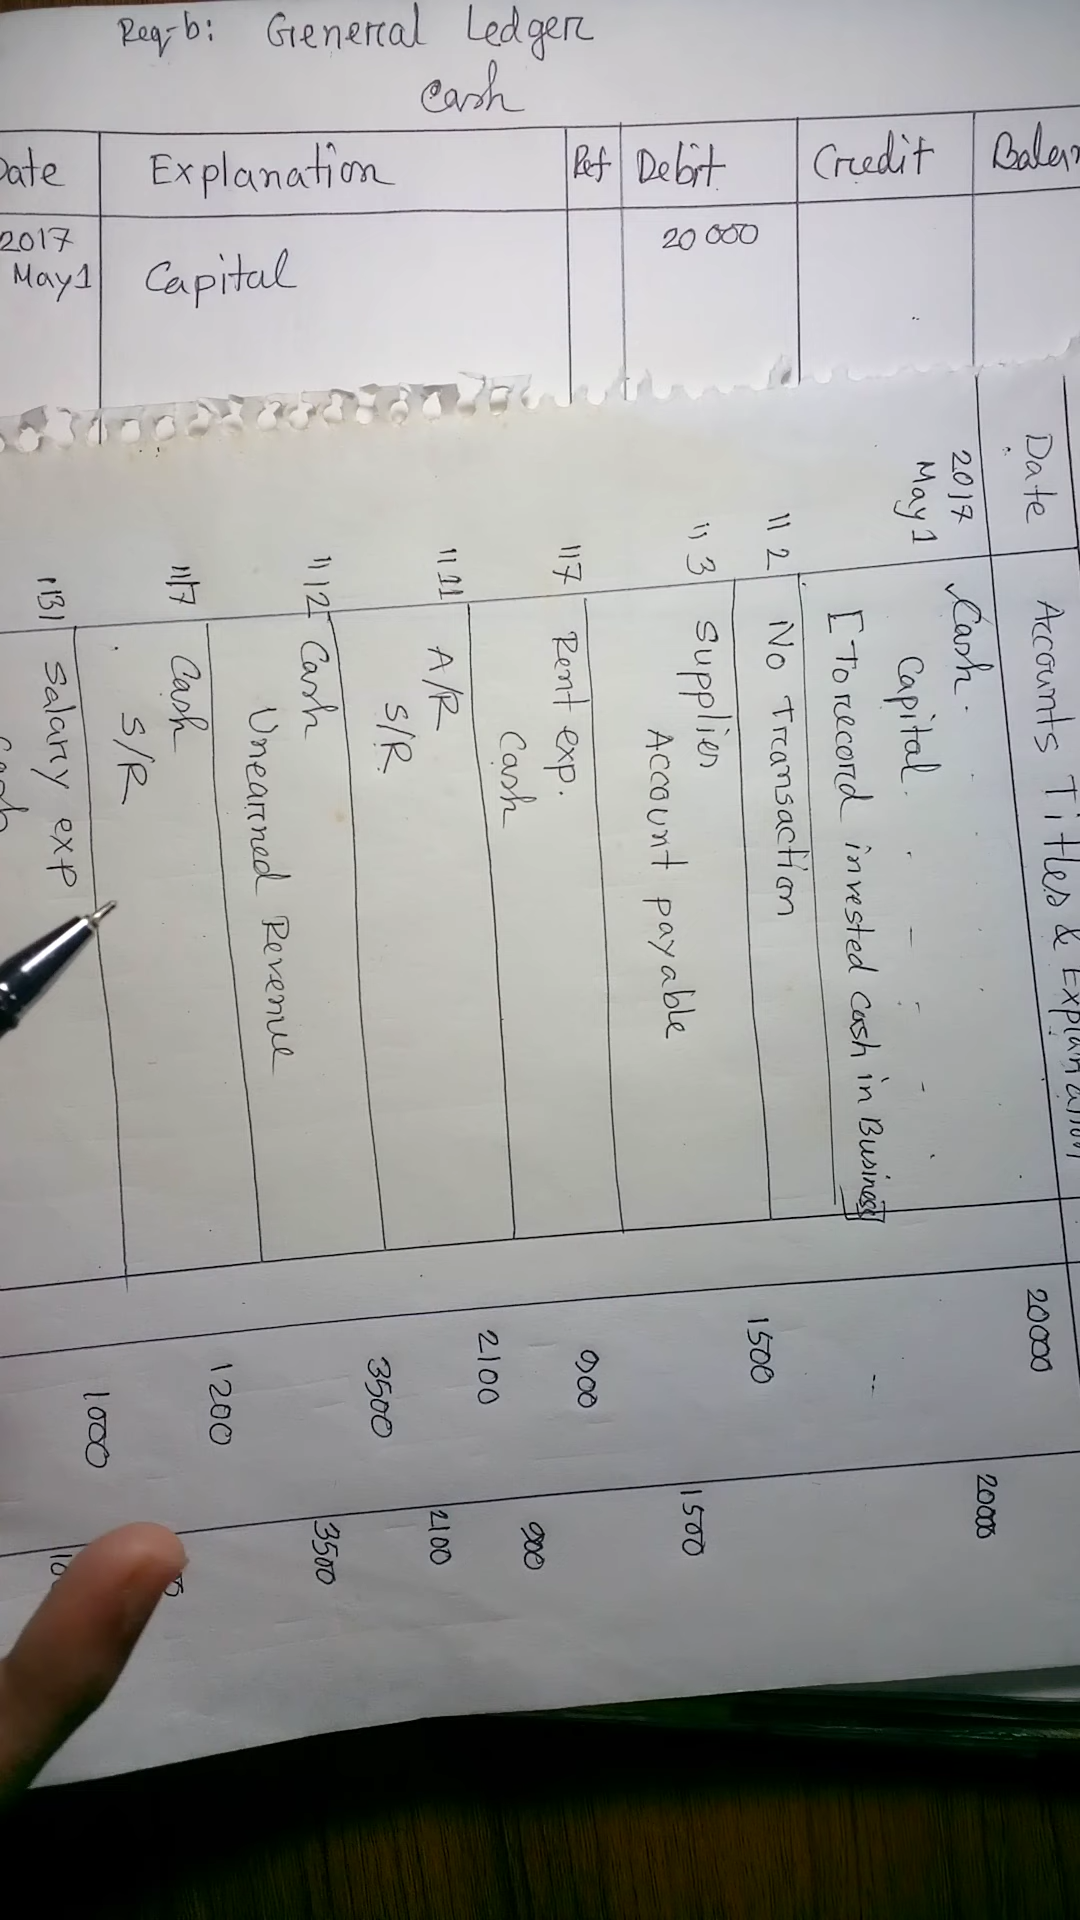 Req-b: General Ledger
Cash
Date Explanation Ref Debit Credit
2017 20 000
May 1 Capital
Date Accounts Titles & Explanation
2017
May 1 Cash. 20000
Capital. 20000
[To record invested Cash in Business]
" 2 No Transaction
" 3 Supplies 1500
Account payable 1500
" 7 Rent exp. 900
Cash 900
" 11 A/R 2100
S/R 2100
" 12 Cash 3500
Unearned Revenue 3500
" 17 Cash 1200
S/R
" 31 Salary exp 1000
Cash